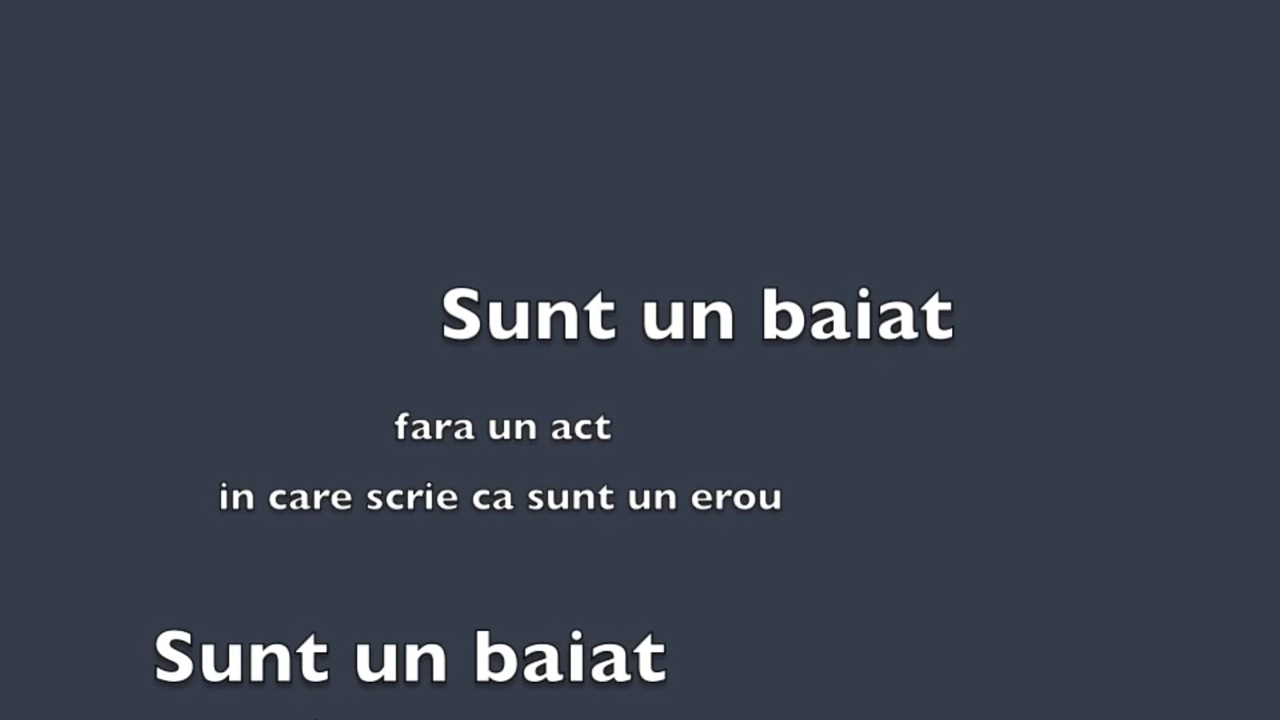 Sunt un baiat
fara un act
in care scrie ca sunt un erou
Sunt un baiat